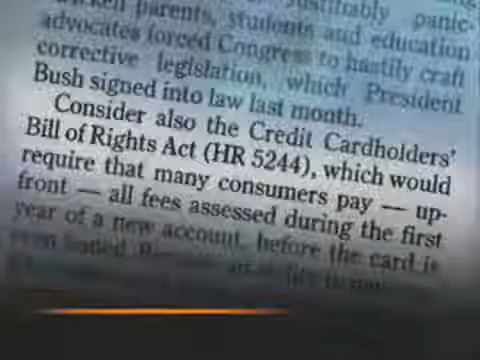 parents, students and education
advocates forced Congress to hastily craft
corrective legislation, which President
Bush signed into law last month.
Consider also the Credit Cardholders'
Bill of Rights Act (HR 5244), which would
require that many consumers pay — up-
front — all fees assessed during the first
year of a new account, before the card is